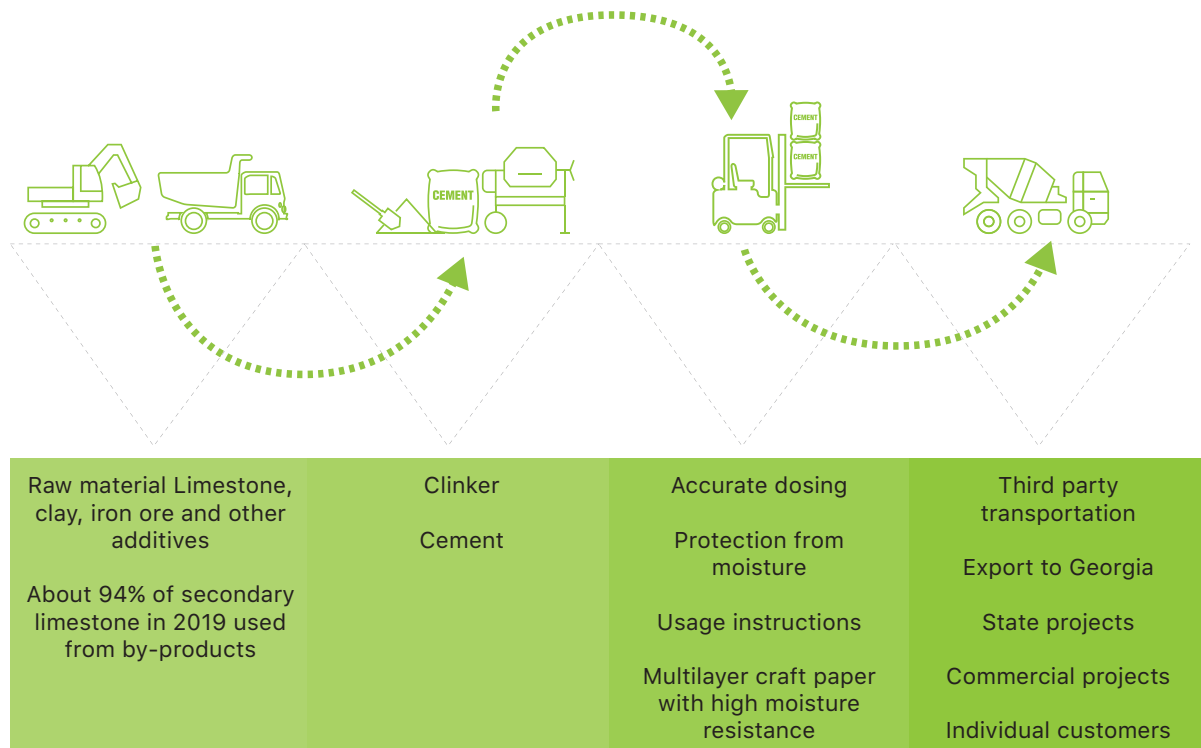 CEMENT
CEMENT
CEMENT
Raw material Limestone,
clay, iron ore and other
additives
About 94% of secondary
limestone in 2019 used
from by-products
Clinker
Cement
Accurate dosing
Protection from
moisture
Usage instructions
Multilayer craft paper
with high moisture
resistance
Third party
transportation
Export to Georgia
State projects
Commercial projects
Individual customers